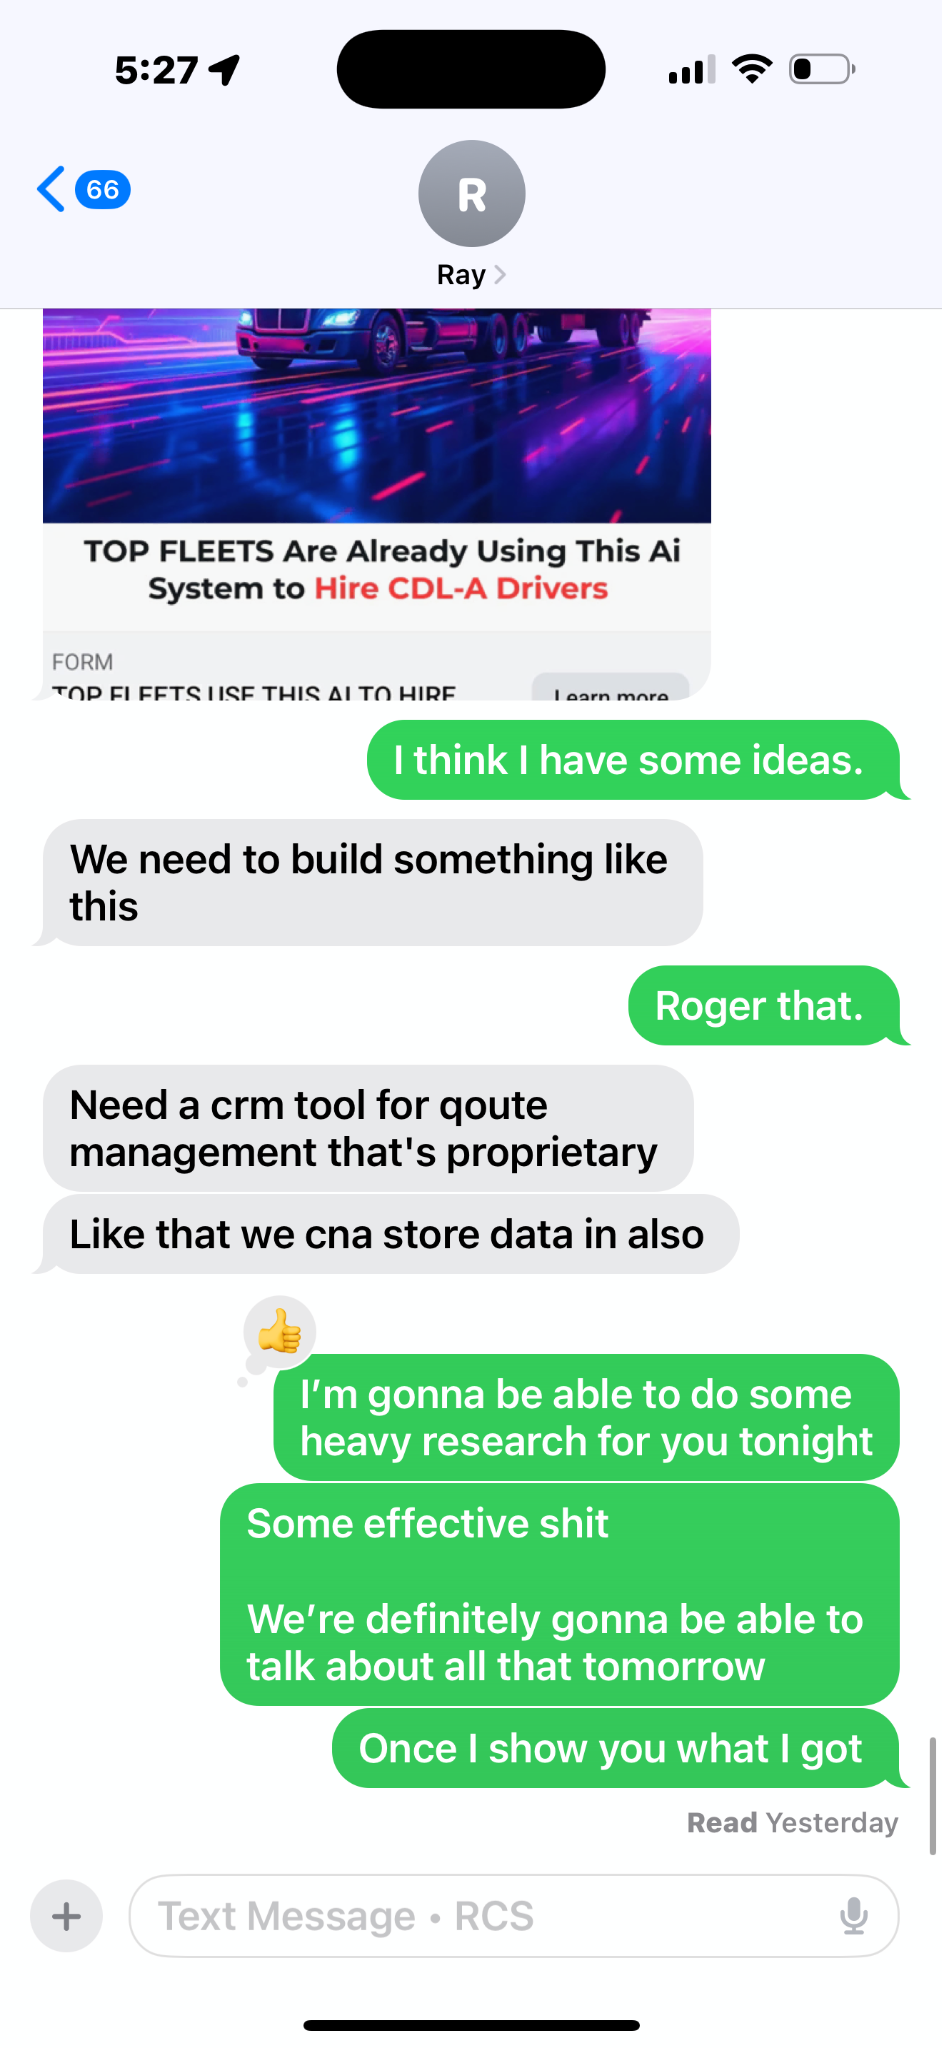 5:27
66
R
Ray
TOP FLEETS Are Already Using This Ai
System to Hire CDL-A Drivers
FORM
TOP FLEETS USE THIS AI TO HIRE
Learn more
I think I have some ideas.
We need to build something like
this
Roger that.
Need a crm tool for qoute
management that's proprietary
Like that we cna store data in also
I’m gonna be able to do some
heavy research for you tonight
Some effective shit
We’re definitely gonna be able to
talk about all that tomorrow
Once I show you what I got
Read Yesterday
Text Message • RCS